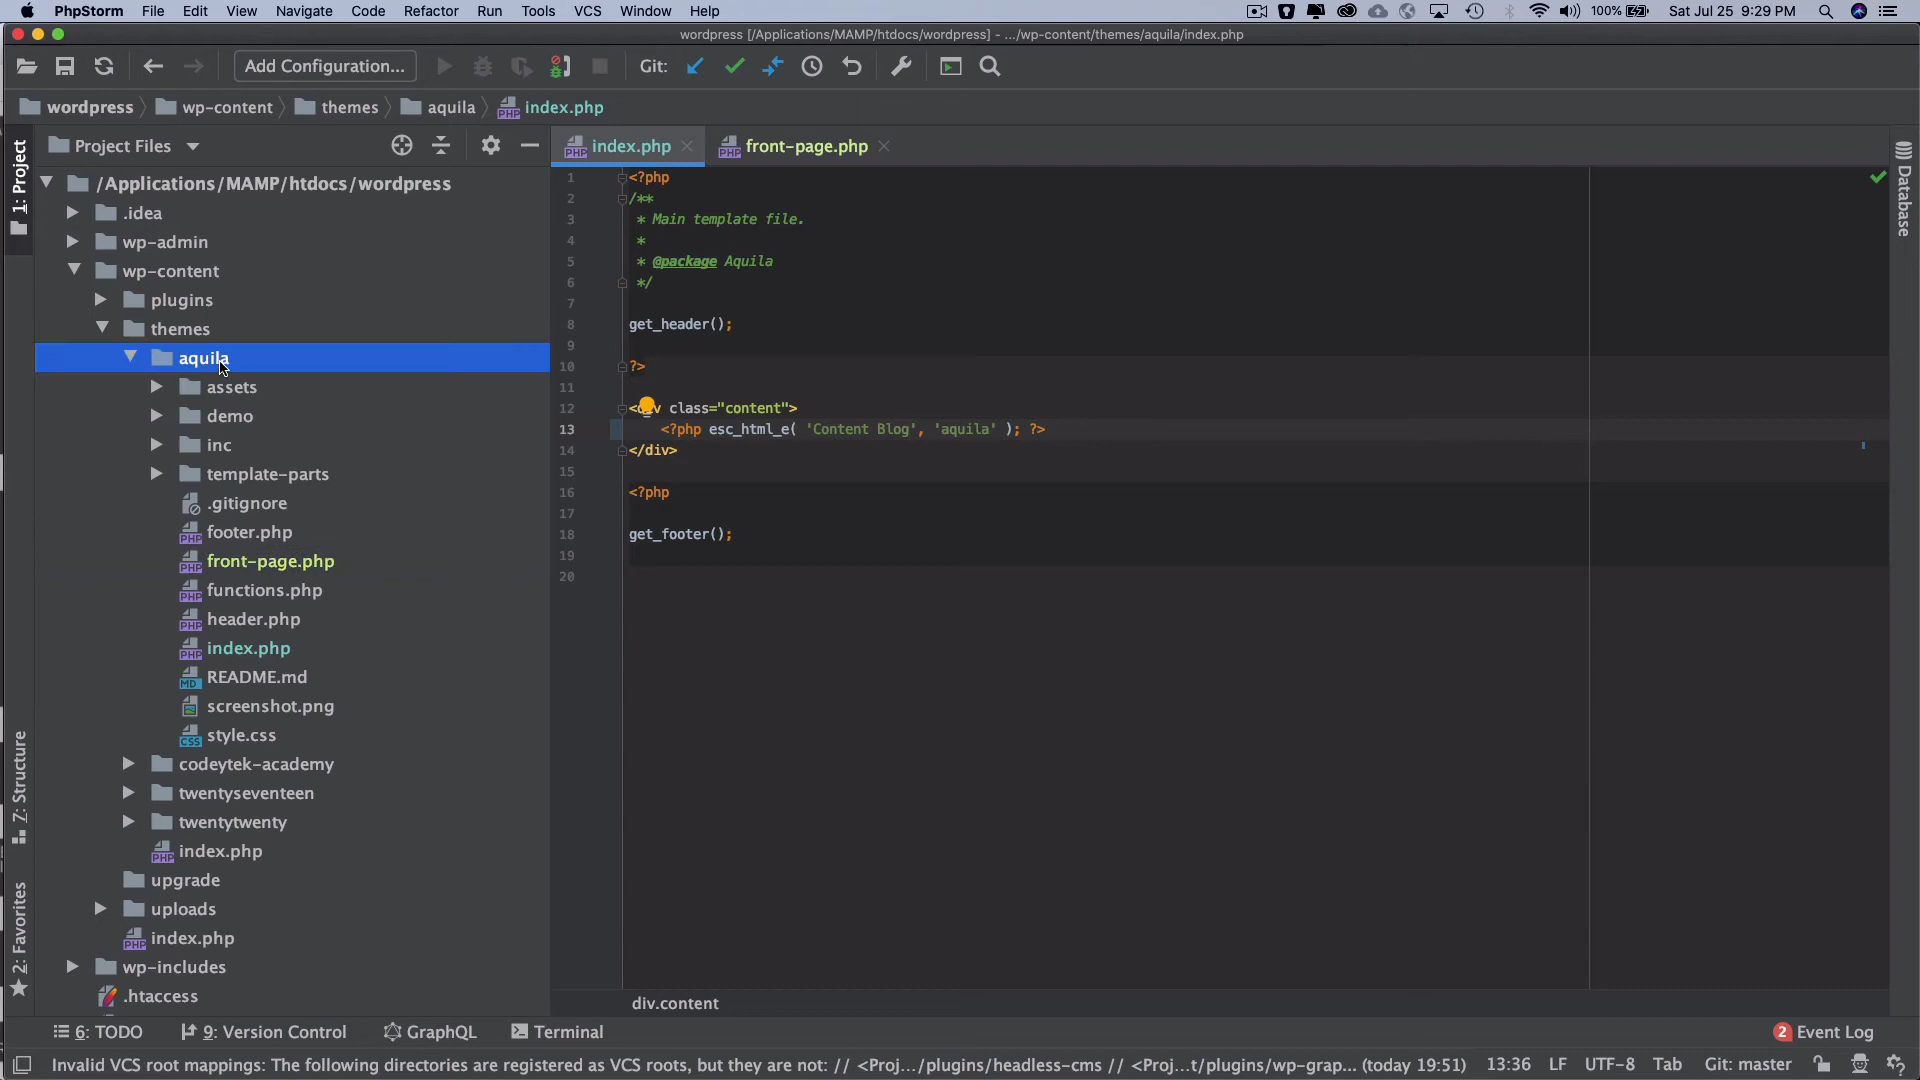 PhpStorm File Edit View Navigate Code Refactor Run Tools VCS Window Help 100% Sat Jul 25 9:29 PM
wordpress [/Applications/MAMP/htdocs/wordpress] - .../wp-content/themes/aquila/index.php
Add Configuration... Git:
wordpress wp-content themes aquila index.php
1: Project
Project Files
index.php
front-page.php
/Applications/MAMP/htdocs/wordpress
.idea
wp-admin
wp-content
plugins
themes
aquila
assets
demo
inc
template-parts
.gitignore
footer.php
front-page.php
functions.php
header.php
index.php
README.md
screenshot.png
style.css
codeytek-academy
twentyseventeen
twentytwenty
index.php
upgrade
uploads
index.php
wp-includes
.htaccess
Z: Structure
2: Favorites
1 <?php
2 /**
3 * Main template file.
4 *
5 * @package Aquila
6 */
7
8 get_header();
9
10 ?>
11
12 <div class="content">
13 <?php esc_html_e( 'Content Blog', 'aquila' ); ?>
14 </div>
15
16 <?php
17
18 get_footer();
19
20
Database
div.content
6: TODO 9: Version Control GraphQL Terminal 2 Event Log
Invalid VCS root mappings: The following directories are registered as VCS roots, but they are not: // <Proj.../plugins/headless-cms // <Proj...t/plugins/wp-grap... (today 19:51) 13:36 LF UTF-8 Tab Git: master